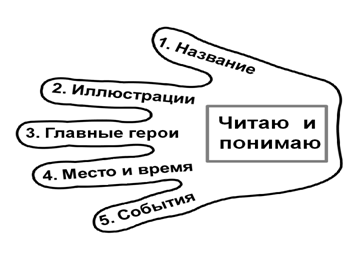 1. Название
2. Иллюстрации
3. Главные герои
4. Место и время
5. События
Читаю и
понимаю